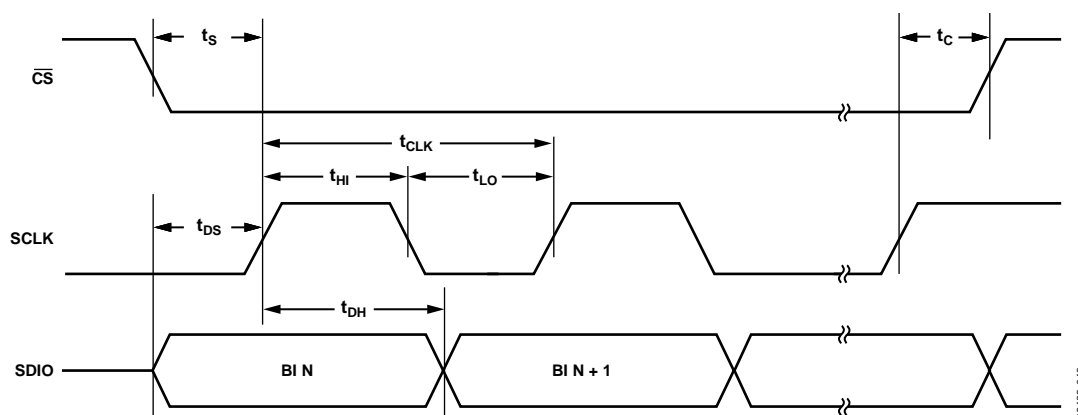 tS
tC
CS
tCLK
tHI
tLO
tDS
SCLK
tDH
SDIO
BI N
BI N + 1